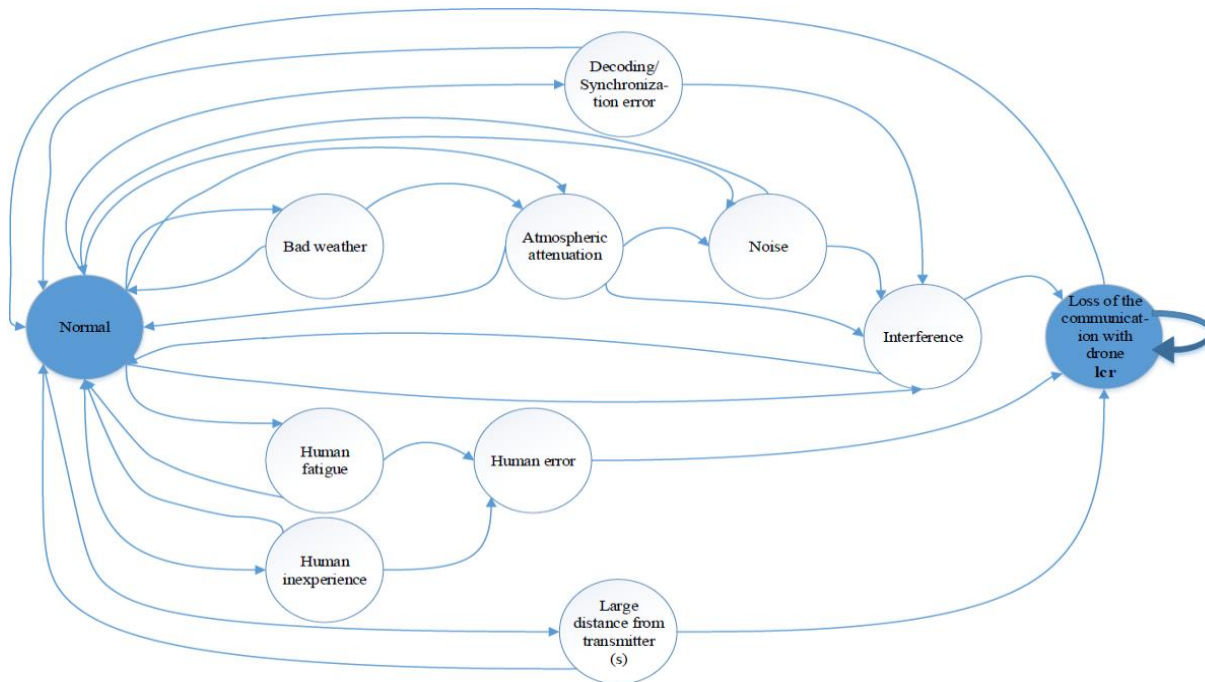 Decoding/
Synchroniza-
tion error
Bad weather
Atmospheric
attenuation
Noise
Normal
Interference
Loss of the
communicat-
ion with
drone
lcr
Human
fatigue
Human error
Human
inexperience
Large
distance from
transmitter
(s)